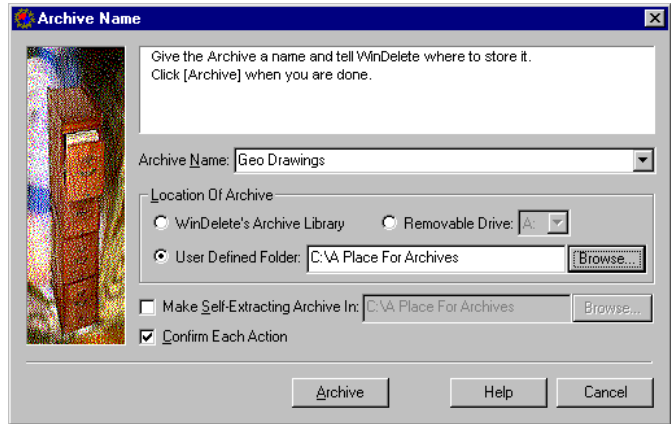 Archive Name
Give the Archive a name and tell WinDelete where to store it.
Click [Archive] when you are done.
Archive Name: Geo Drawings
Location Of Archive
WinDelete's Archive Library Removable Drive: A:
User Defined Folder: C:\A Place For Archives Browse...
Make Self-Extracting Archive In: C:\A Place For Archives Browse...
Confirm Each Action
Archive Help Cancel